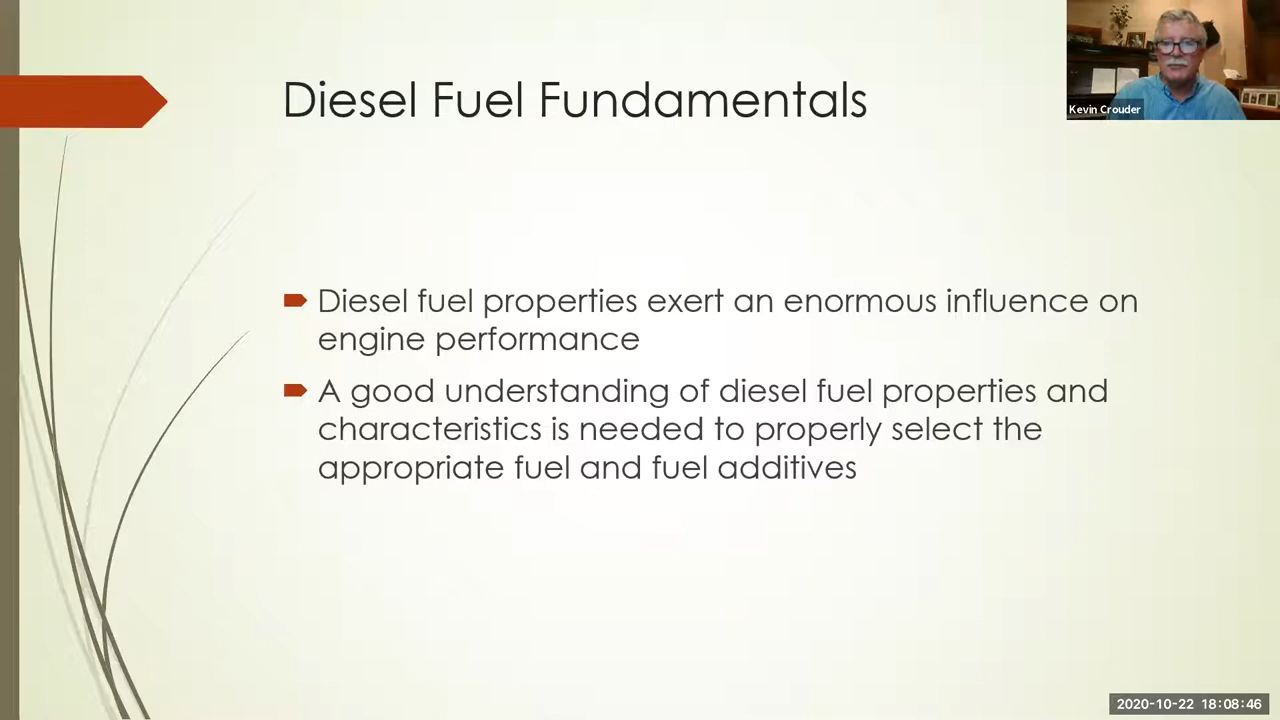 Diesel Fuel Fundamentals
Kevin Crouder
Diesel fuel properties exert an enormous influence on
engine performance
A good understanding of diesel fuel properties and
characteristics is needed to properly select the
appropriate fuel and fuel additives
2020-10-22 18:08:46